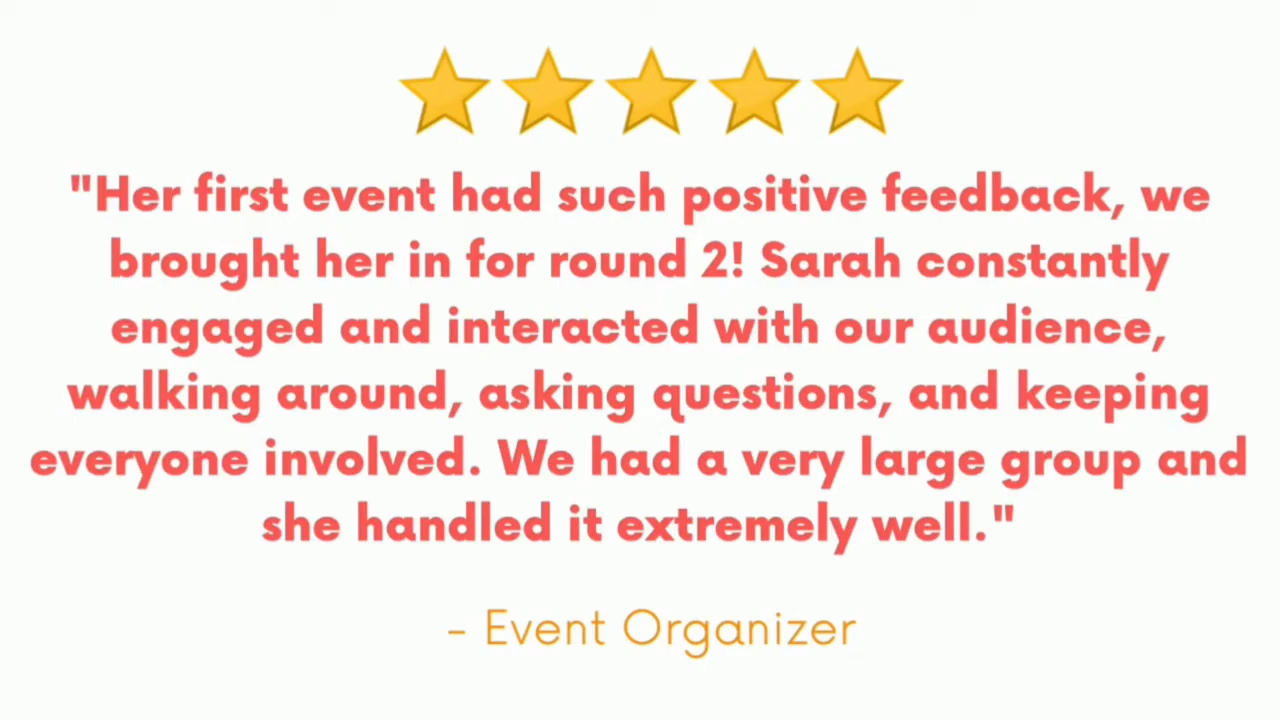 "Her first event had such positive feedback, we
brought her in for round 2! Sarah constantly
engaged and interacted with our audience,
walking around, asking questions, and keeping
everyone involved. We had a very large group and
she handled it extremely well."
- Event Organizer